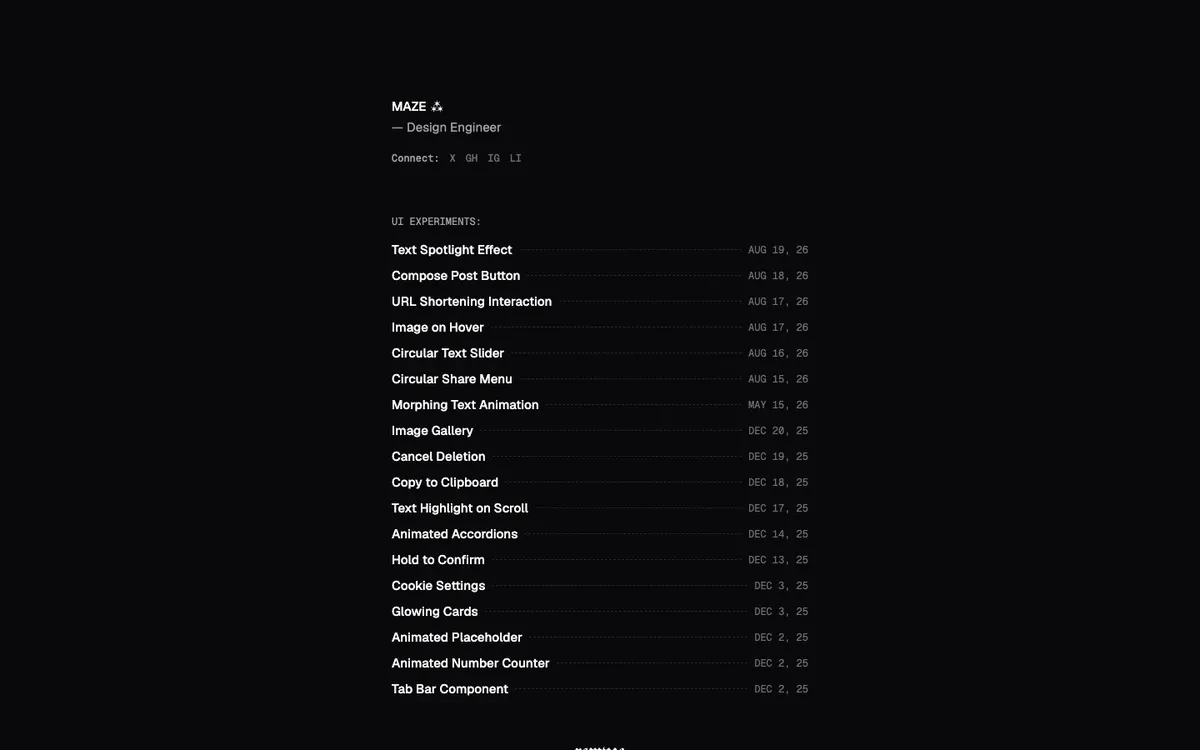 MAZE ⁂
— Design Engineer
Connect: X GH IG LI
UI EXPERIMENTS:
Text Spotlight Effect AUG 19, 26
Compose Post Button AUG 18, 26
URL Shortening Interaction AUG 17, 26
Image on Hover AUG 17, 26
Circular Text Slider AUG 16, 26
Circular Share Menu AUG 15, 26
Morphing Text Animation MAY 15, 26
Image Gallery DEC 20, 25
Cancel Deletion DEC 19, 25
Copy to Clipboard DEC 18, 25
Text Highlight on Scroll DEC 17, 25
Animated Accordions DEC 14, 25
Hold to Confirm DEC 13, 25
Cookie Settings DEC 3, 25
Glowing Cards DEC 3, 25
Animated Placeholder DEC 2, 25
Animated Number Counter DEC 2, 25
Tab Bar Component DEC 2, 25